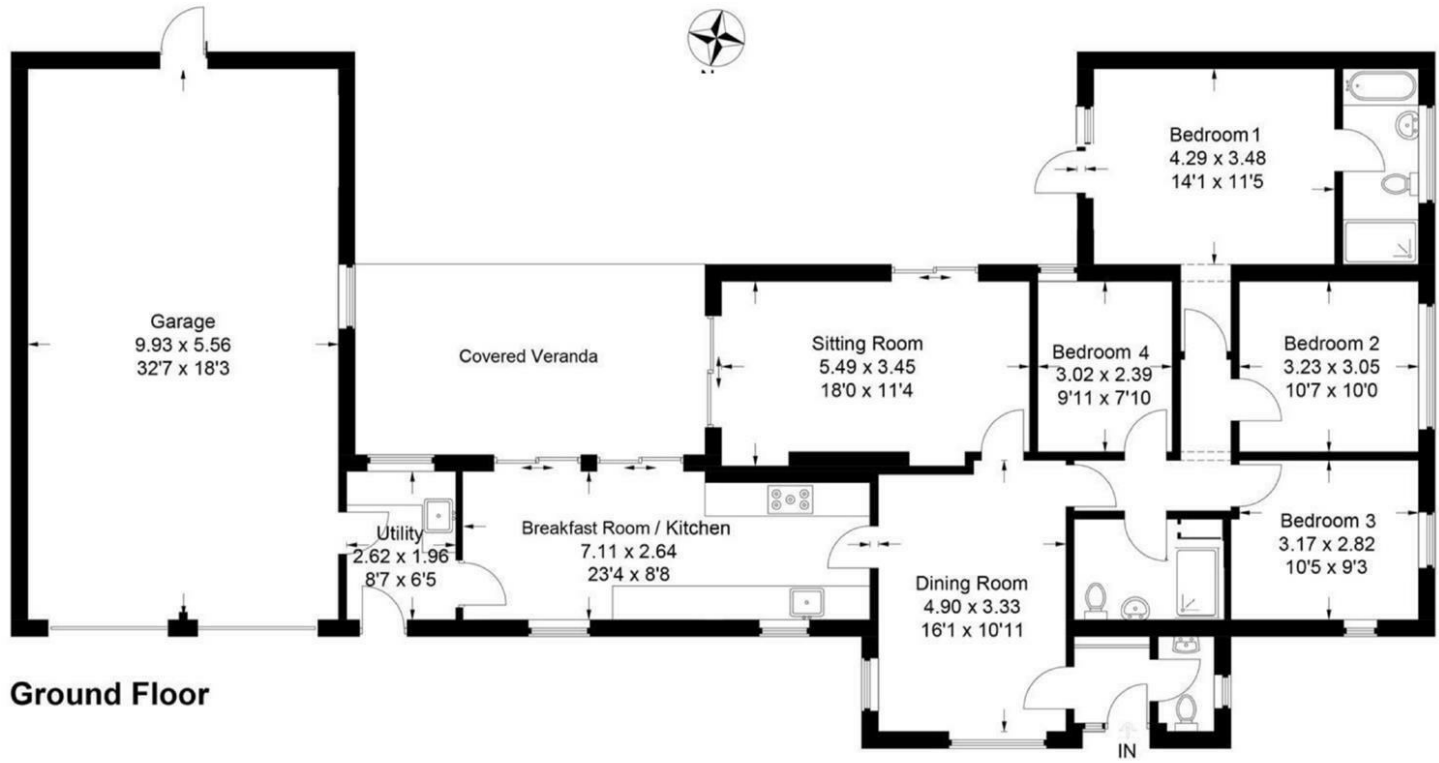 Garage
9.93 x 5.56
32'7 x 18'3
Covered Veranda
Sitting Room
5.49 x 3.45
18'0 x 11'4
Bedroom 1
4.29 x 3.48
14'1 x 11'5
Bedroom 4
3.02 x 2.39
9'11 x 7'10
Bedroom 2
3.23 x 3.05
10'7 x 10'0
Utility
2.62 x 1.96
8'7 x 6'5
Breakfast Room / Kitchen
7.11 x 2.64
23'4 x 8'8
Dining Room
4.90 x 3.33
16'1 x 10'11
Bedroom 3
3.17 x 2.82
10'5 x 9'3
Ground Floor
IN